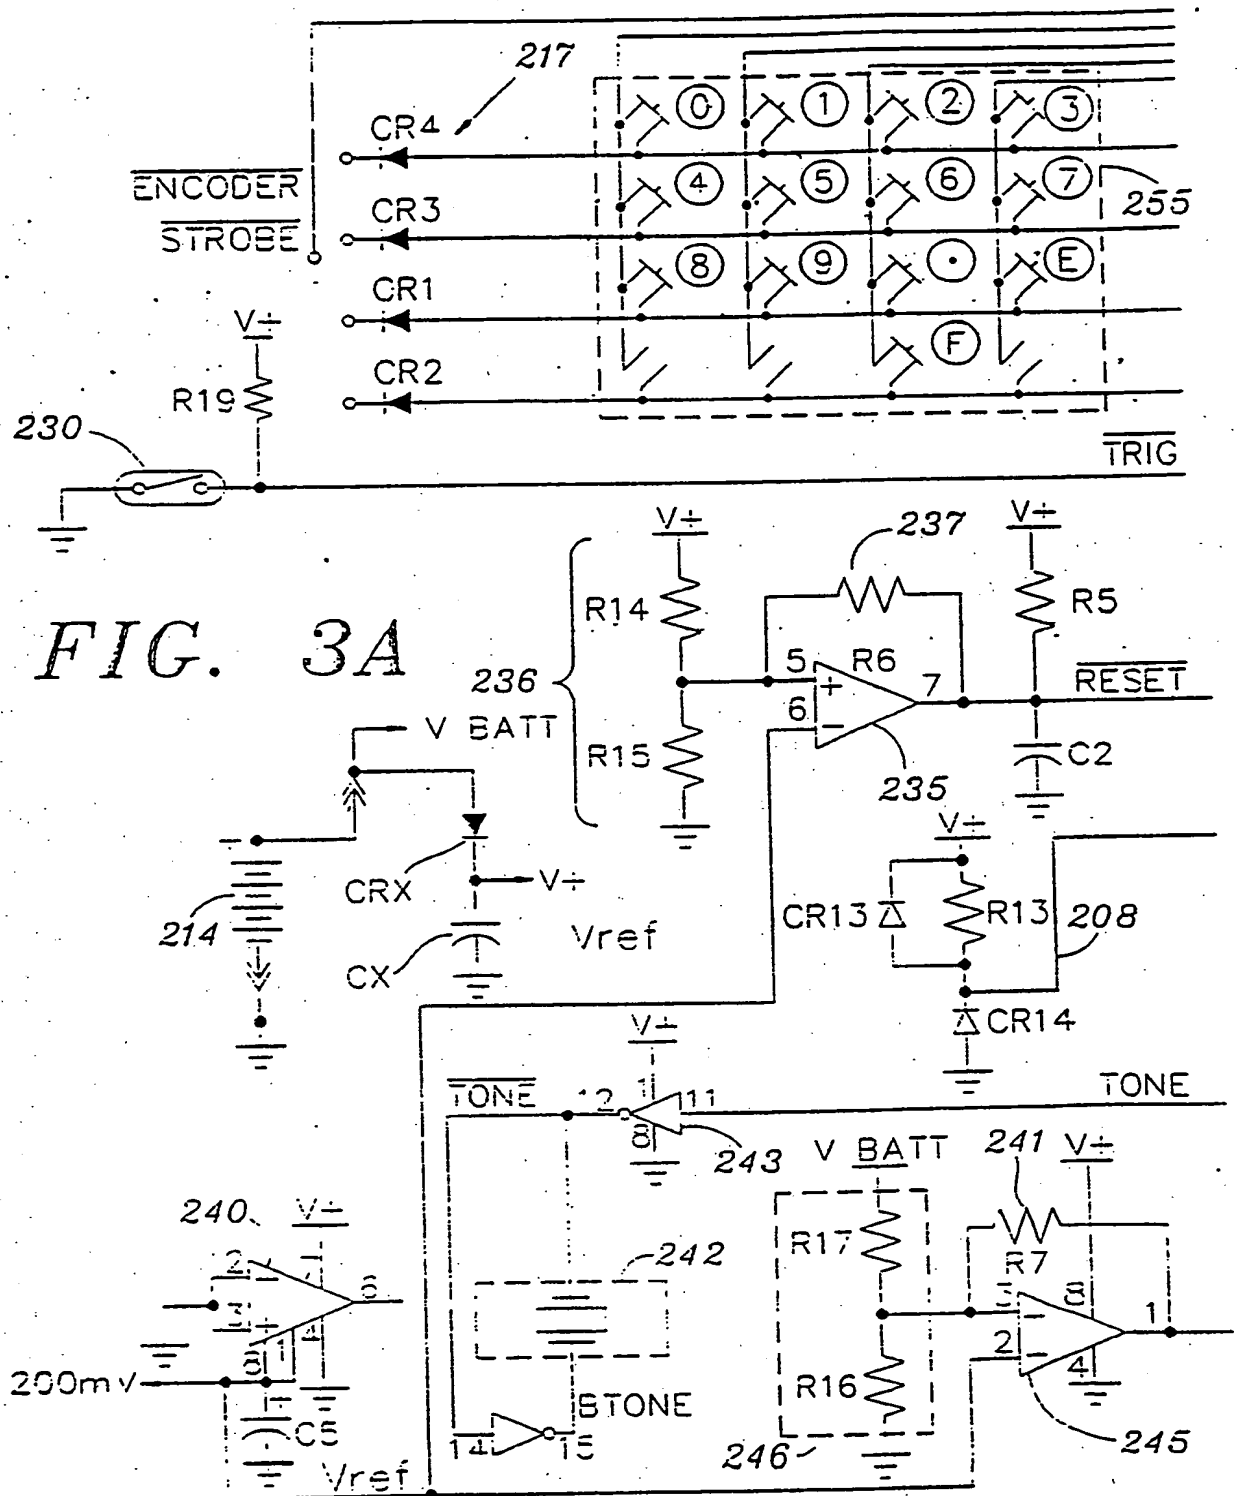 217
CR4
0 1 2 3
ENCODER
4 5 6 7
255
STROBE
CR3
8 9 • E
CR1
V+
CR2
F
R19
230
TRIG
V+
237
V+
R14
R5
FIG. 3A
236
5
R6
7
RESET
6
V BATT
R15
C2
235
V+
CRX
V+
CR13
R13
208
214
Vref
CX
CR14
V+
TONE
12
1
11
TONE
8
243
V BATT
241
V+
240
V+
R17
242
R7
2
6
3
8
1
2
4
1
4
8
200mV
R16
BTONE
C5
14
15
246
245
Vref